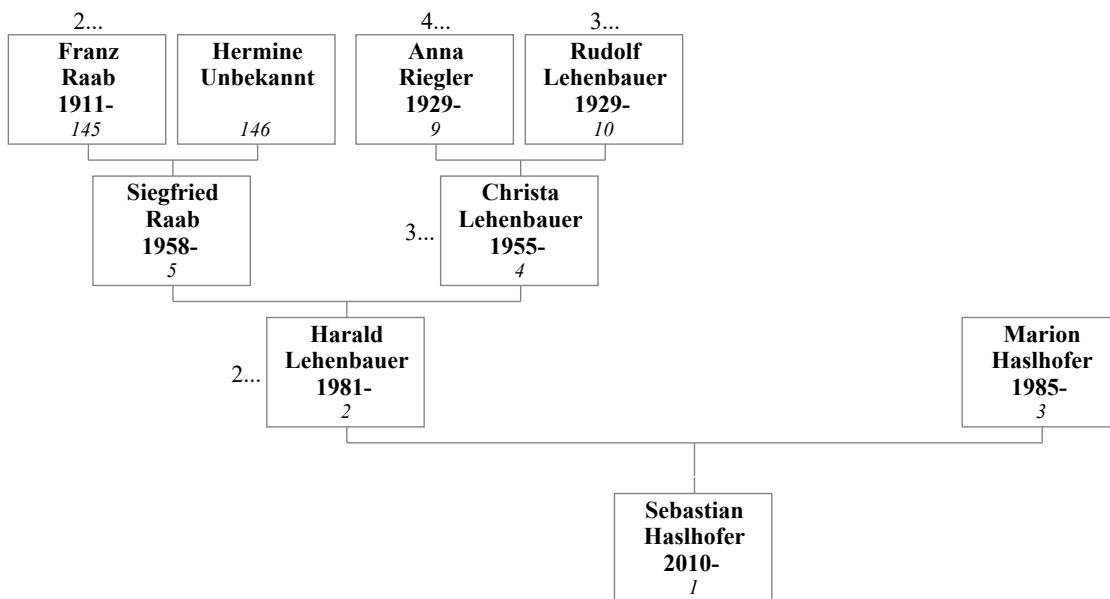 2...
4...
3...
Franz
Raab
1911-
145
Hermine
Unbekannt
146
Anna
Riegler
1929-
9
Rudolf
Lehenbauer
1929-
10
Siegfried
Raab
1958-
5
3...
Christa
Lehenbauer
1955-
4
2...
Harald
Lehenbauer
1981-
2
Marion
Haslhofer
1985-
3
Sebastian
Haslhofer
2010-
1